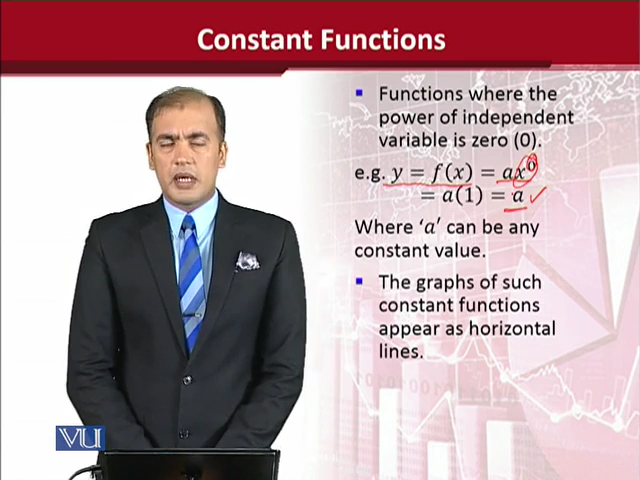 Constant Functions
▪ Functions where the
power of independent
variable is zero (0).
e.g. y = f(x) = ax⁰
= a(1) = a
Where ‘a’ can be any
constant value.
▪ The graphs of such
constant functions
appear as horizontal
lines.
VU